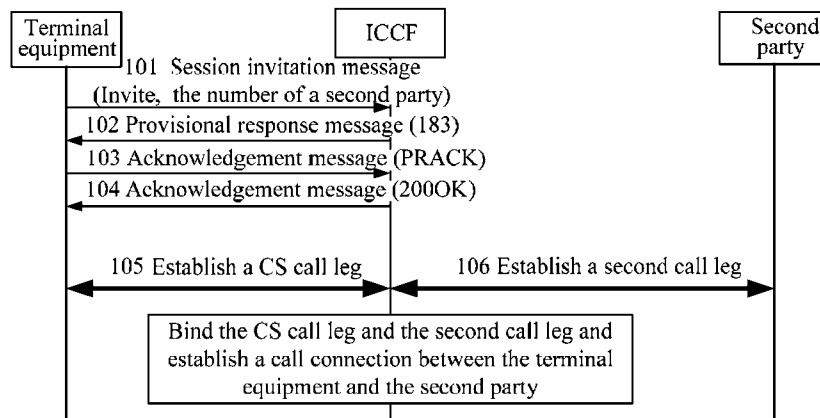 Terminal
equipment
ICCF
Second
party
101 Session invitation message
(Invite, the number of a second party)
102 Provisional response message (183)
103 Acknowledgement message (PRACK)
104 Acknowledgement message (200OK)
105 Establish a CS call leg
106 Establish a second call leg
Bind the CS call leg and the second call leg and
establish a call connection between the terminal
equipment and the second party